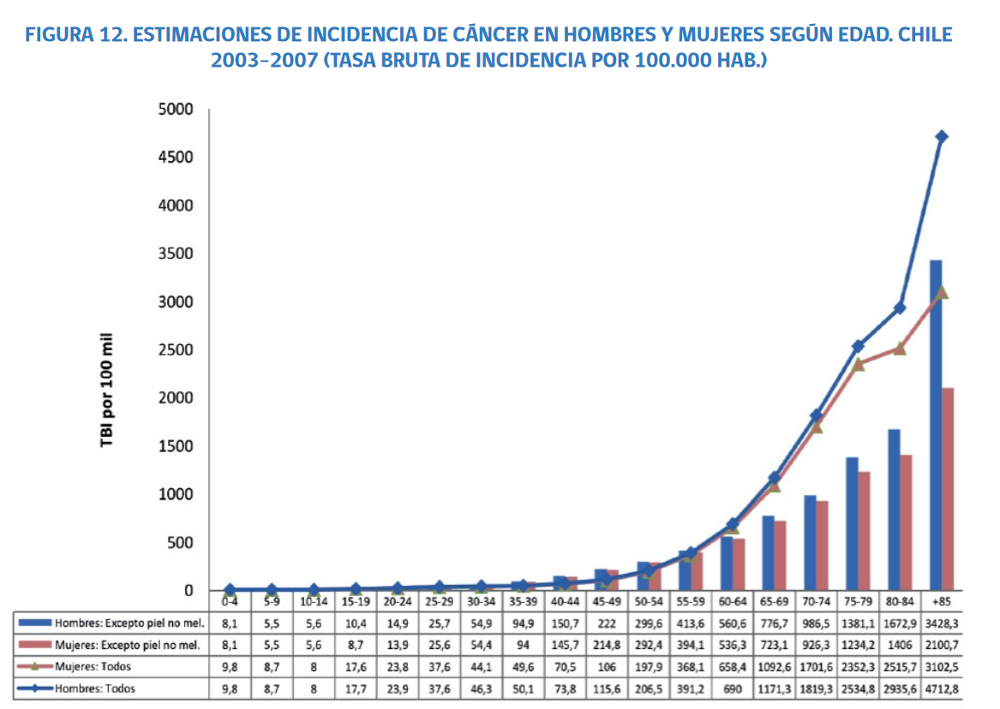 FIGURA 12. ESTIMACIONES DE INCIDENCIA DE CÁNCER EN HOMBRES Y MUJERES SEGÚN EDAD. CHILE
2003-2007 (TASA BRUTA DE INCIDENCIA POR 100.000 HAB.)
5000
4500
4000
3500
3000
2500
2000
1500
1000
500
0
TBI por 100 mil
0-4 5-9 10-14 15-19 20-24 25-29 30-34 35-39 40-44 45-49 50-54 55-59 60-64 65-69 70-74 75-79 80-84 +85
Hombres: Excepto piel no mel. 8,1 5,5 5,6 10,4 14,9 25,7 54,9 94,9 150,7 222 299,6 413,6 560,6 776,7 986,5 1381,1 1672,9 3428,3
Mujeres: Excepto piel no mel. 8,1 5,5 5,6 8,7 13,9 25,6 54,4 94 145,7 214,8 292,4 394,1 536,3 723,1 926,3 1234,2 1406 2100,7
Mujeres: Todos 9,8 8,7 8 17,6 23,8 37,6 44,1 49,6 70,5 106 197,9 368,1 658,4 1092,6 1701,6 2352,3 2515,7 3102,5
Hombres: Todos 9,8 8,7 8 17,7 23,9 37,6 46,3 50,1 73,8 115,6 206,5 391,2 690 1171,3 1819,3 2534,8 2935,6 4712,8